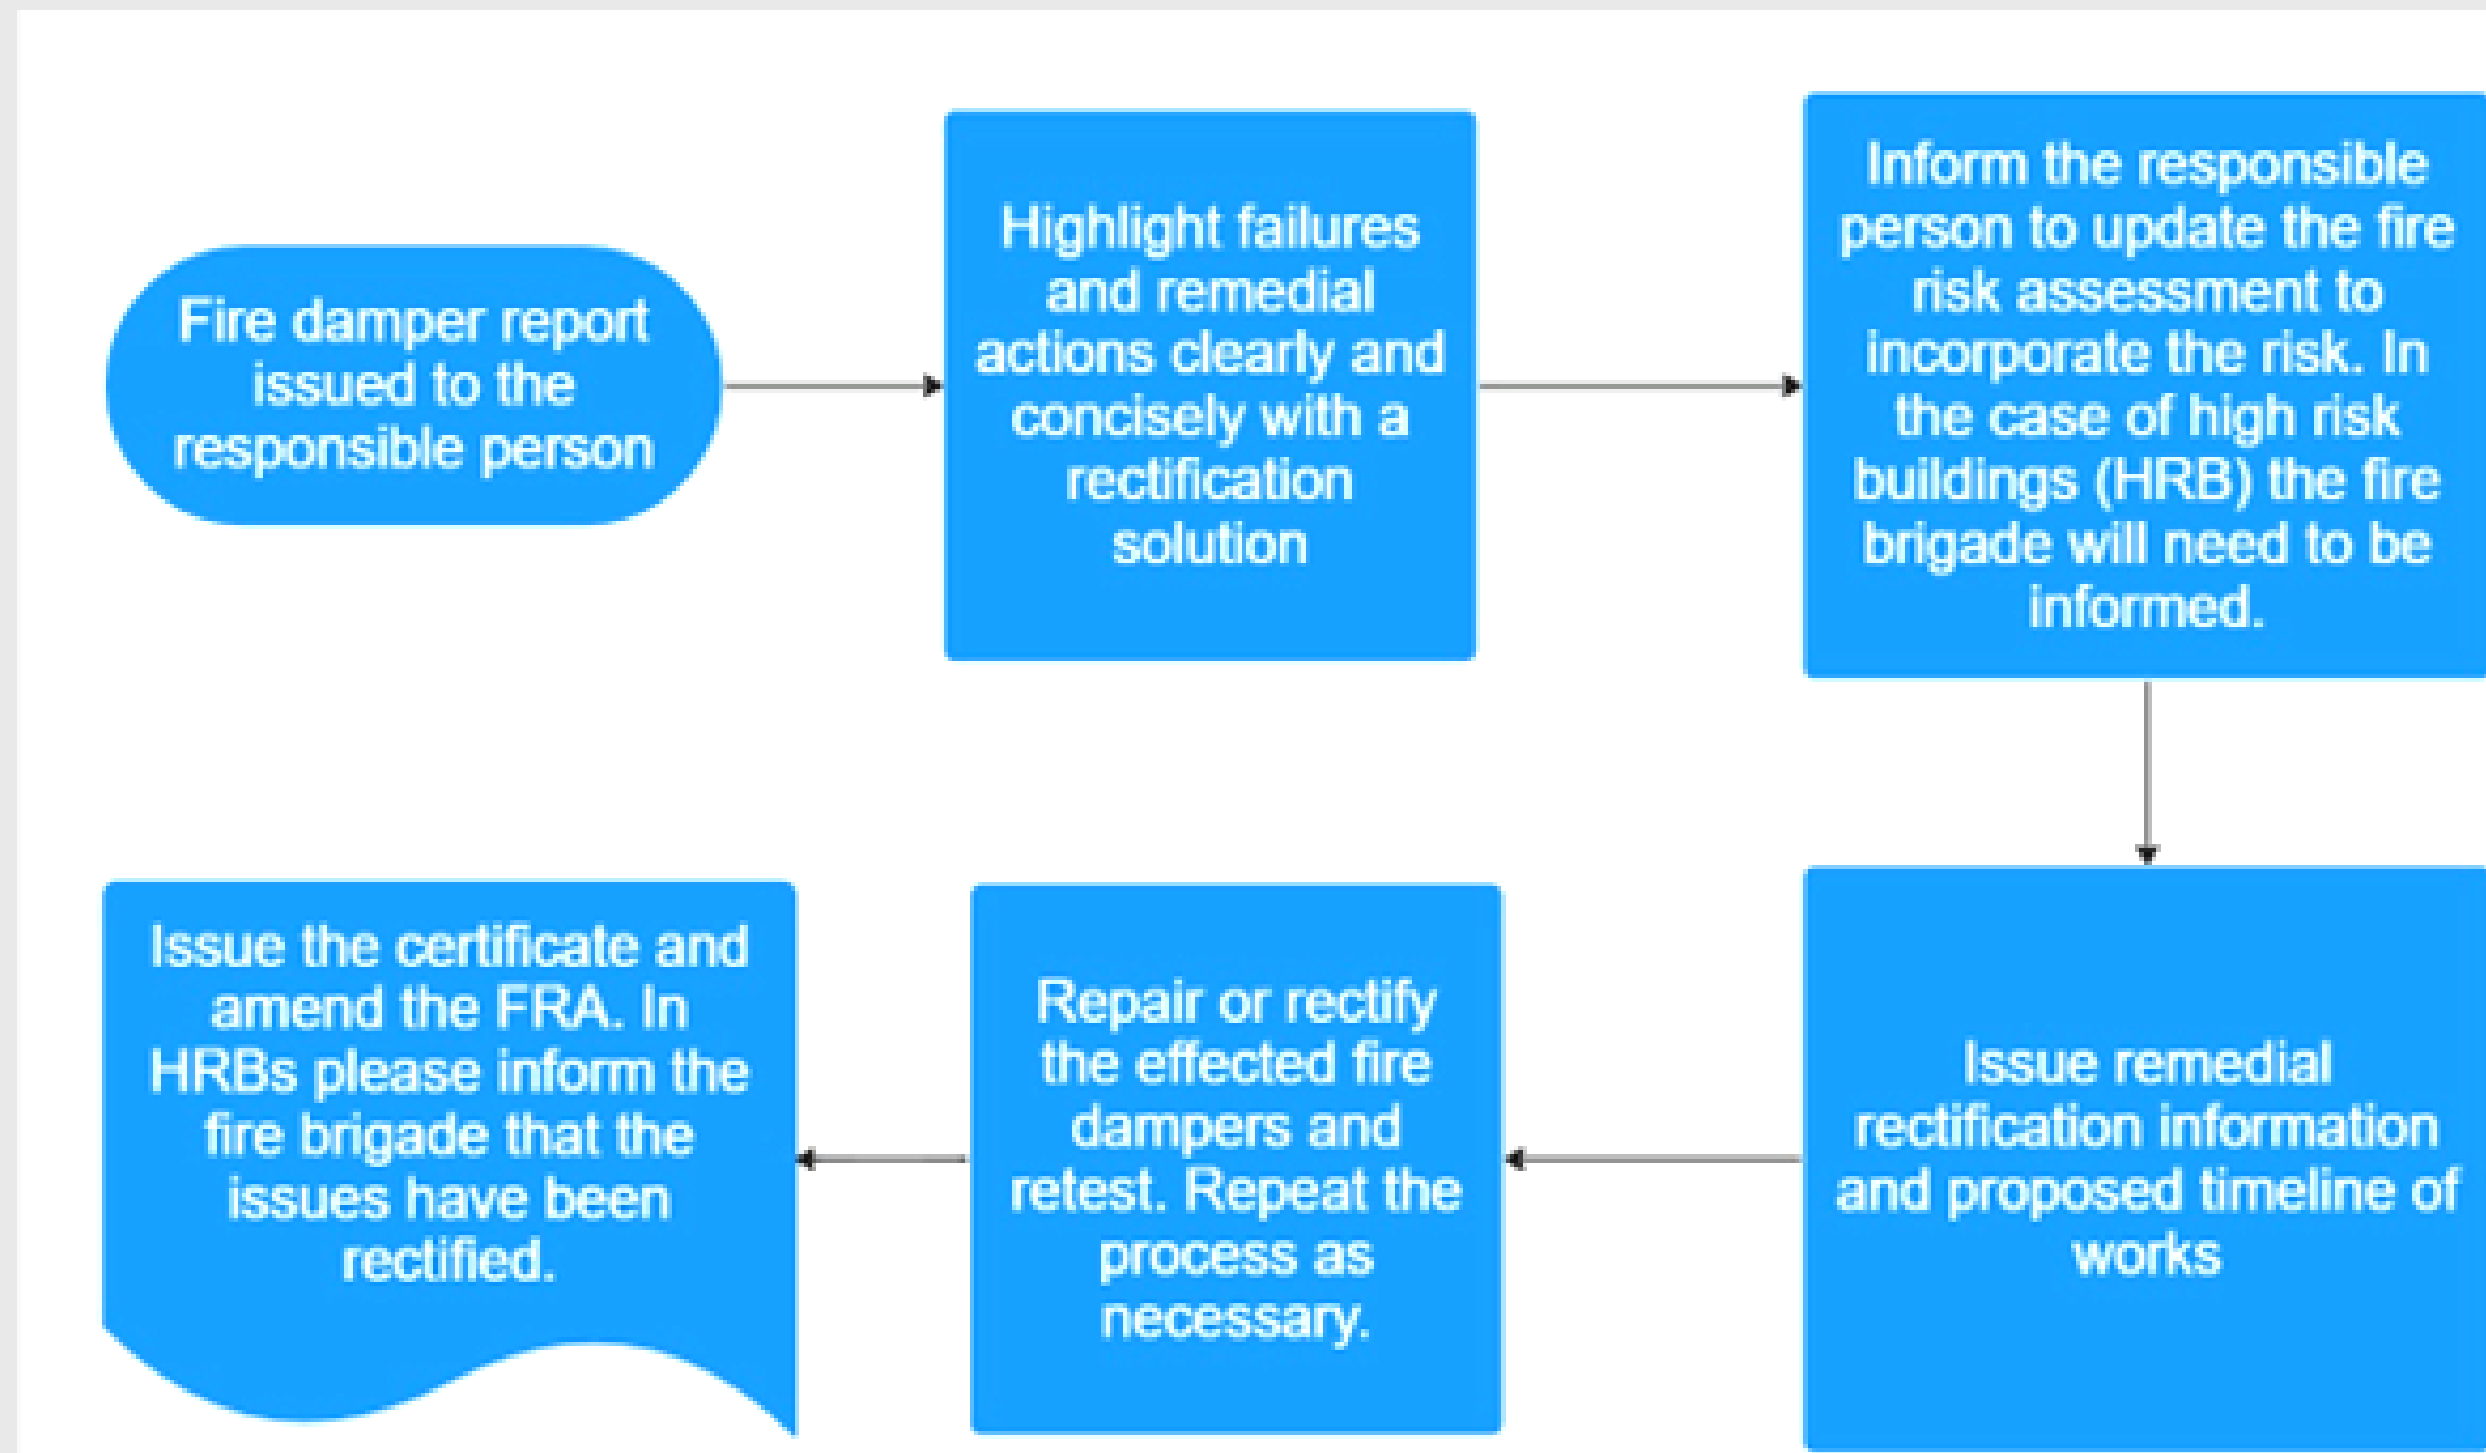 Fire damper report
issued to the
responsible person
Highlight failures
and remedial
actions clearly and
concisely with a
rectification
solution
Inform the responsible
person to update the fire
risk assessment to
incorporate the risk. In
the case of high risk
buildings (HRB) the fire
brigade will need to be
informed.
Issue remedial
rectification information
and proposed timeline of
works
Repair or rectify
the effected fire
dampers and
retest. Repeat the
process as
necessary.
Issue the certificate and
amend the FRA. In
HRBs please inform the
fire brigade that the
issues have been
rectified.